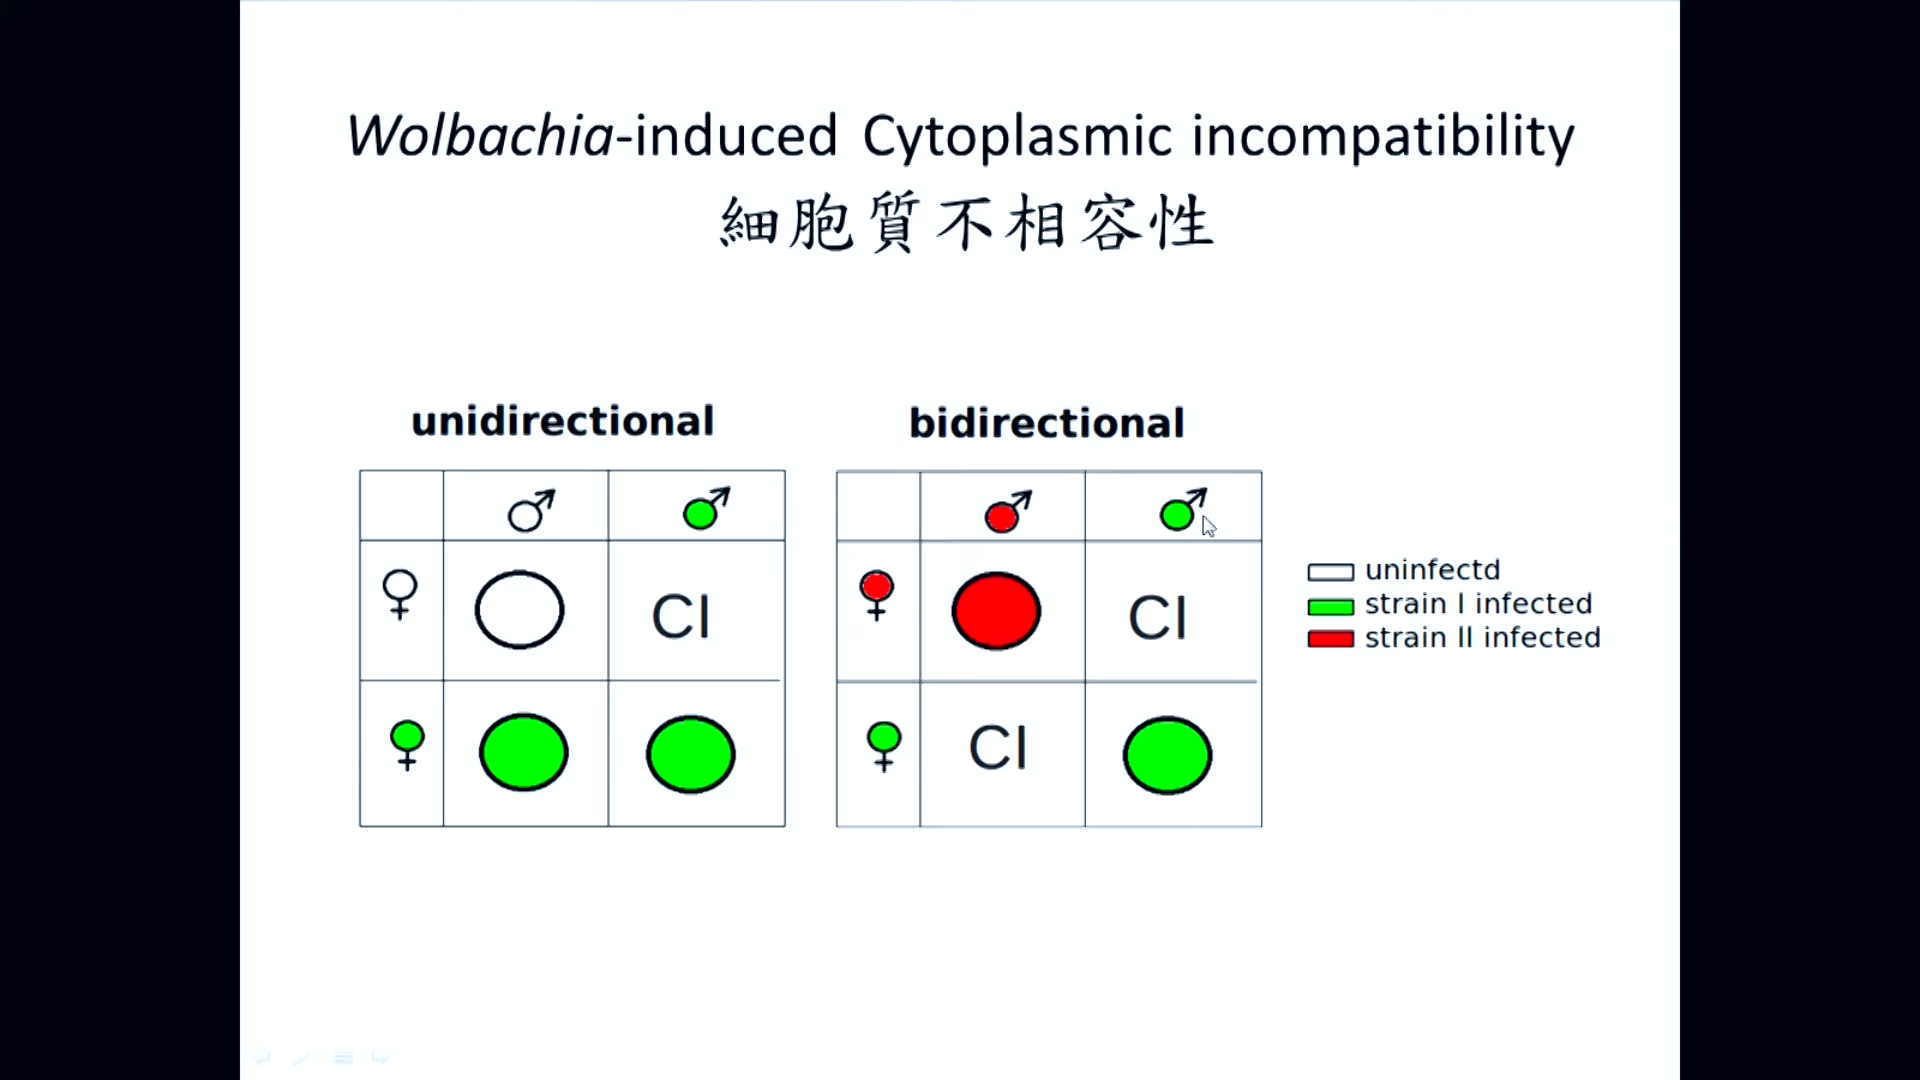 Wolbachia-induced Cytoplasmic incompatibility
細胞質不相容性
unidirectional
bidirectional
CI
CI
CI
uninfectd
strain I infected
strain II infected